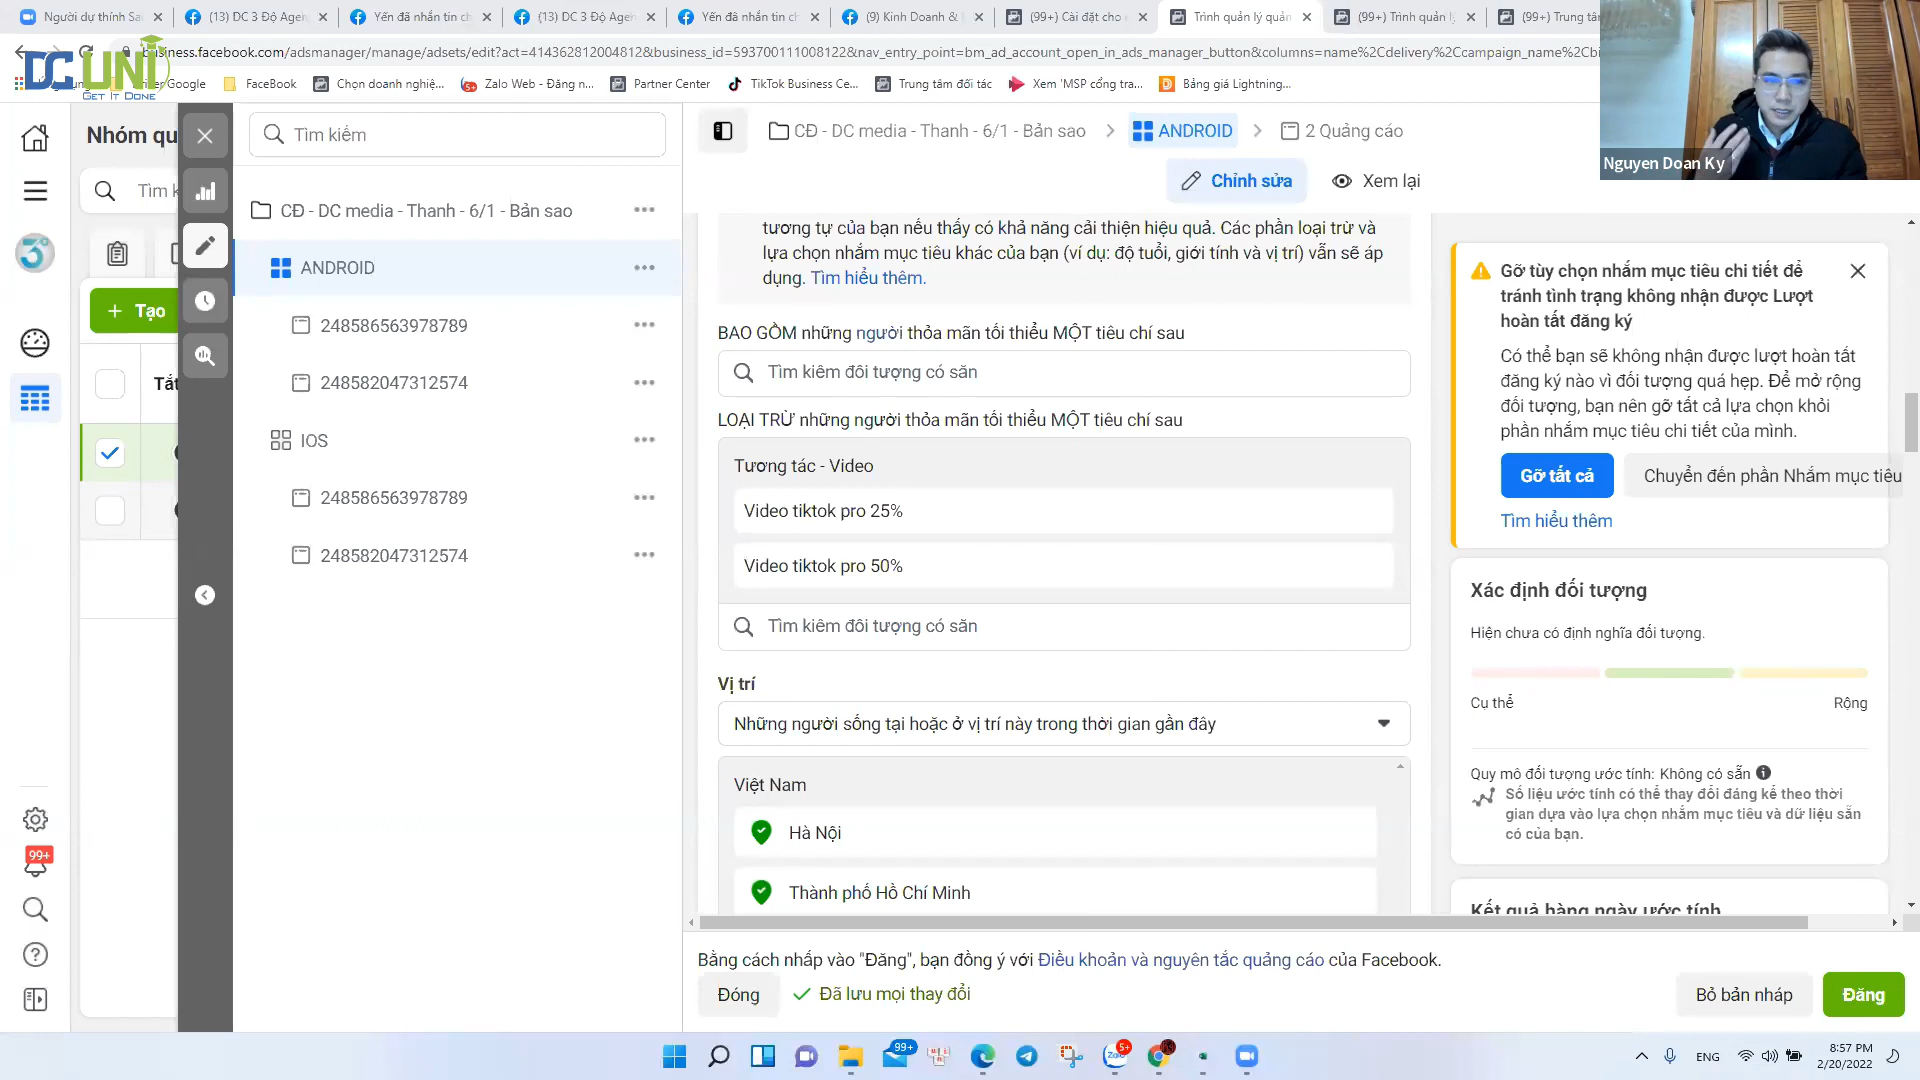 Người dự thính Sa
(13) DC 3 Độ Agen
Yến đã nhắn tin ch
(13) DC 3 Độ Agen
Yến đã nhắn tin ch
(9) Kinh Doanh &
(99+) Cài đặt cho
Trình quản lý quản
(99+) Trình quản l
(99+) Trung tâ
business.facebook.com/adsmanager/manage/adsets/edit?act=414362812004812&business_id=593700111008122&nav_entry_point=bm_ad_account_open_in_ads_manager_button&columns=name%2Cdelivery%2Ccampaign_name%2Cbi
DC UNI
GET IT DONE
Google
FaceBook
Chọn doanh nghiệ...
Zalo Web - Đăng n...
Partner Center
TikTok Business Ce...
Trung tâm đối tác
Xem 'MSP cổng tra...
Bảng giá Lightning...
Nguyen Doan Ky
Nhóm qu
Tìm k
+ Tạo
Tắt
99+
Tìm kiếm
CĐ - DC media - Thanh - 6/1 - Bản sao
ANDROID
248586563978789
248582047312574
IOS
248586563978789
248582047312574
CĐ - DC media - Thanh - 6/1 - Bản sao > ANDROID > 2 Quảng cáo
Chỉnh sửa
Xem lại
tương tự của bạn nếu thấy có khả năng cải thiện hiệu quả. Các phần loại trừ và
lựa chọn nhắm mục tiêu khác của bạn (ví dụ: độ tuổi, giới tính và vị trí) vẫn sẽ áp
dụng. Tìm hiểu thêm.
BAO GỒM những người thỏa mãn tối thiểu MỘT tiêu chí sau
Tìm kiếm đối tượng có sẵn
LOẠI TRỪ những người thỏa mãn tối thiểu MỘT tiêu chí sau
Tương tác - Video
Video tiktok pro 25%
Video tiktok pro 50%
Tìm kiếm đối tượng có sẵn
Vị trí
Những người sống tại hoặc ở vị trí này trong thời gian gần đây
Việt Nam
Hà Nội
Thành phố Hồ Chí Minh
Gỡ tùy chọn nhắm mục tiêu chi tiết để
tránh tình trạng không nhận được Lượt
hoàn tất đăng ký
Có thể bạn sẽ không nhận được lượt hoàn tất
đăng ký nào vì đối tượng quá hẹp. Để mở rộng
đối tượng, bạn nên gỡ tất cả lựa chọn khỏi
phần nhắm mục tiêu chi tiết của mình.
Gỡ tất cả
Chuyển đến phần Nhắm mục tiêu
Tìm hiểu thêm
Xác định đối tượng
Hiện chưa có định nghĩa đối tượng.
Cụ thể
Rộng
Quy mô đối tượng ước tính: Không có sẵn
Số liệu ước tính có thể thay đổi đáng kể theo thời
gian dựa vào lựa chọn nhắm mục tiêu và dữ liệu sẵn
có của bạn.
Kết quả hàng ngày ước tính
Bằng cách nhấp vào "Đăng", bạn đồng ý với Điều khoản và nguyên tắc quảng cáo của Facebook.
Đóng
Đã lưu mọi thay đổi
Bỏ bản nháp
Đăng
99+
Zalo
5+
ENG
8:57 PM
2/20/2022